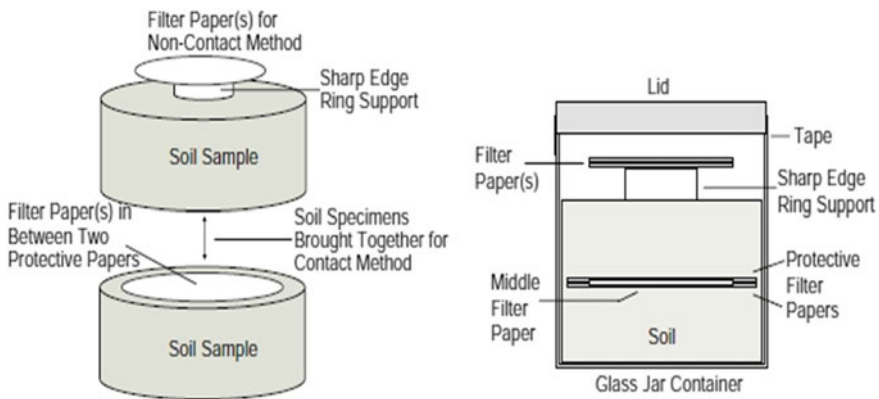 Filter Paper(s) for
Non-Contact Method
Sharp Edge
Ring Support
Soil Sample
Filter Paper(s) in
Between Two
Protective Papers
Soil Specimens
Brought Together for
Contact Method
Soil Sample
Lid
Tape
Filter
Paper(s)
Sharp Edge
Ring Support
Middle
Filter
Paper
Protective
Filter
Papers
Soil
Glass Jar Container